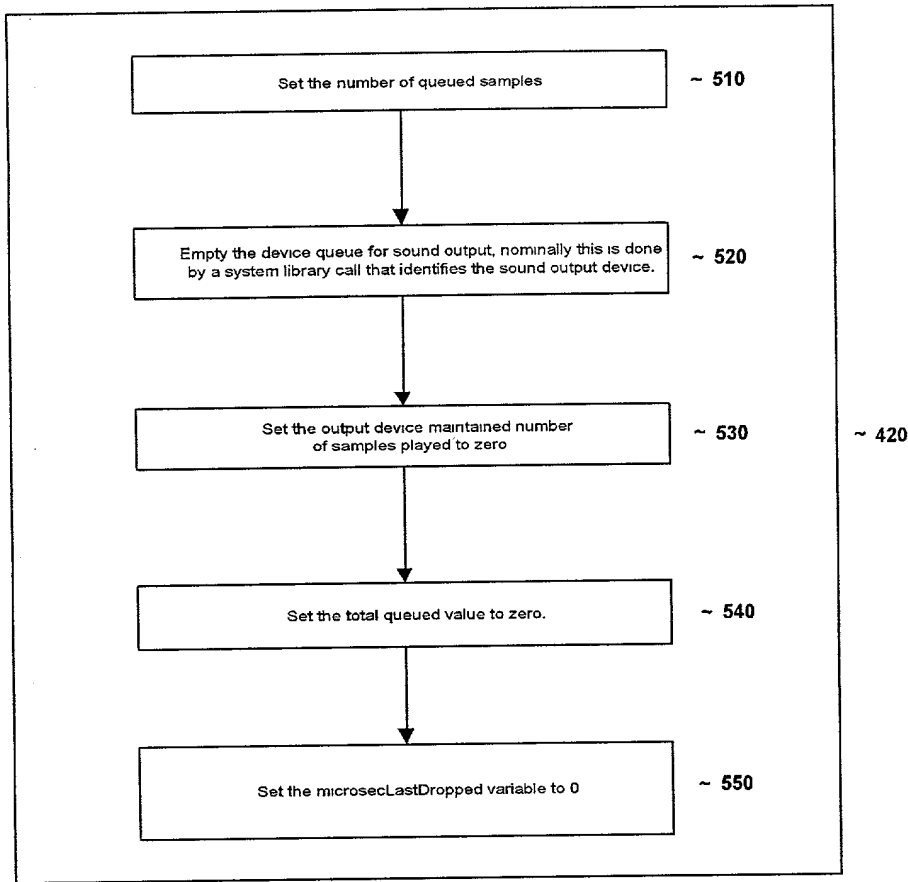 Set the number of queued samples
~ 510
Empty the device queue for sound output, nominally this is done
by a system library call that identifies the sound output device.
~ 520
Set the output device maintained number
of samples played to zero
~ 530
~ 420
Set the total queued value to zero.
~ 540
Set the microsecLastDropped variable to 0
~ 550